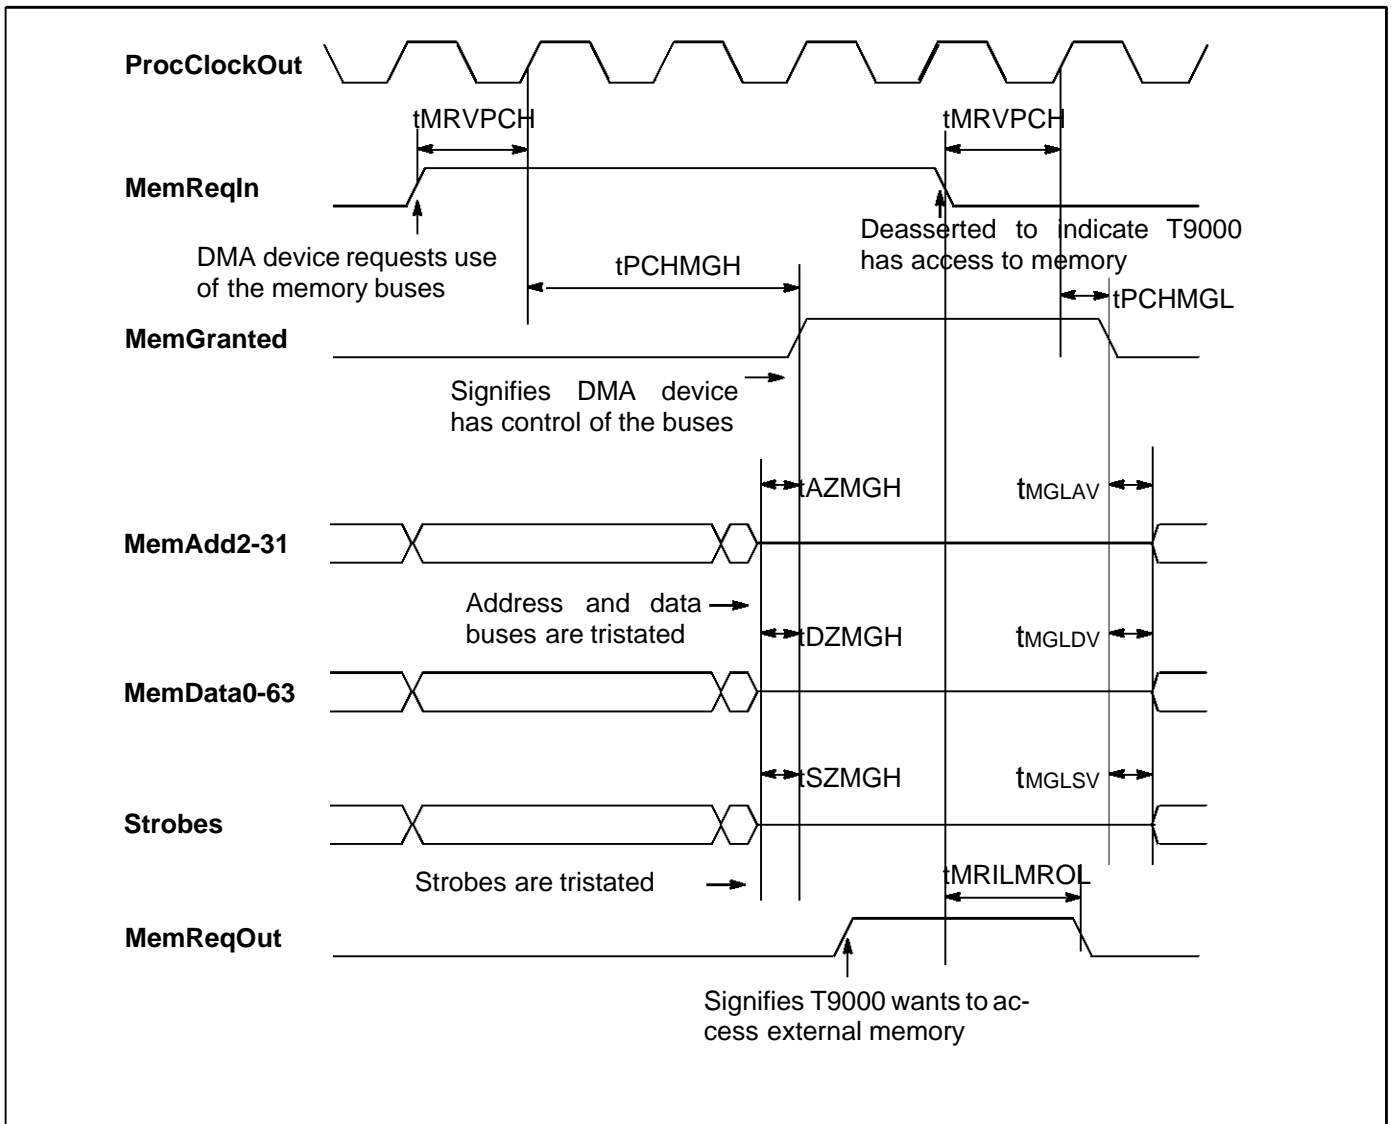 ProcClockOut
tMRVPCH
tMRVPCH
MemReqIn
DMA device requests use
of the memory buses
Deasserted to indicate T9000
has access to memory
tPCHMGH
tPCHMGL
MemGranted
Signifies DMA device
has control of the buses
tAZMGH
tMGLAV
MemAdd2-31
Address and data
buses are tristated
tDZMGH
tMGLDV
MemData0-63
tSZMGH
tMGLSV
Strobes
Strobes are tristated
tMRILMROL
MemReqOut
Signifies T9000 wants to ac-
cess external memory